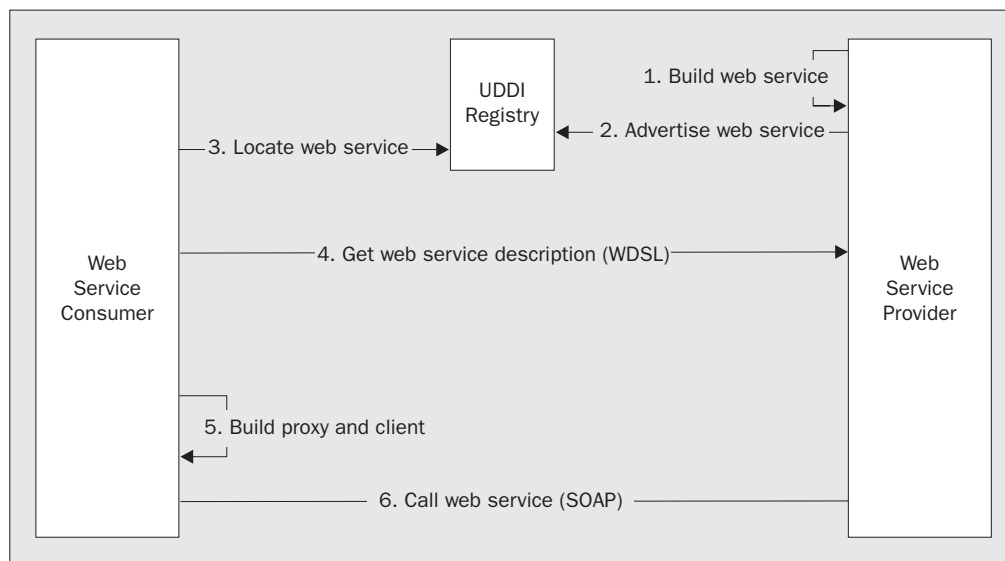 1. Build web service
UDDI
Registry
2. Advertise web service
3. Locate web service
4. Get web service description (WDSL)
Web
Service
Consumer
Web
Service
Provider
5. Build proxy and client
6. Call web service (SOAP)